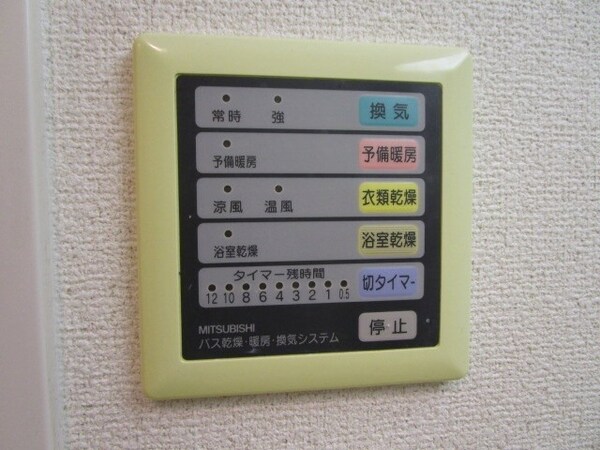 常時 強 換気
予備暖房 予備暖房
涼風 温風 衣類乾燥
浴室乾燥 浴室乾燥
タイマー残時間
12 10 8 6 4 3 2 1 0.5 切タイマー
停止
MITSUBISHI
バス乾燥・暖房・換気システム